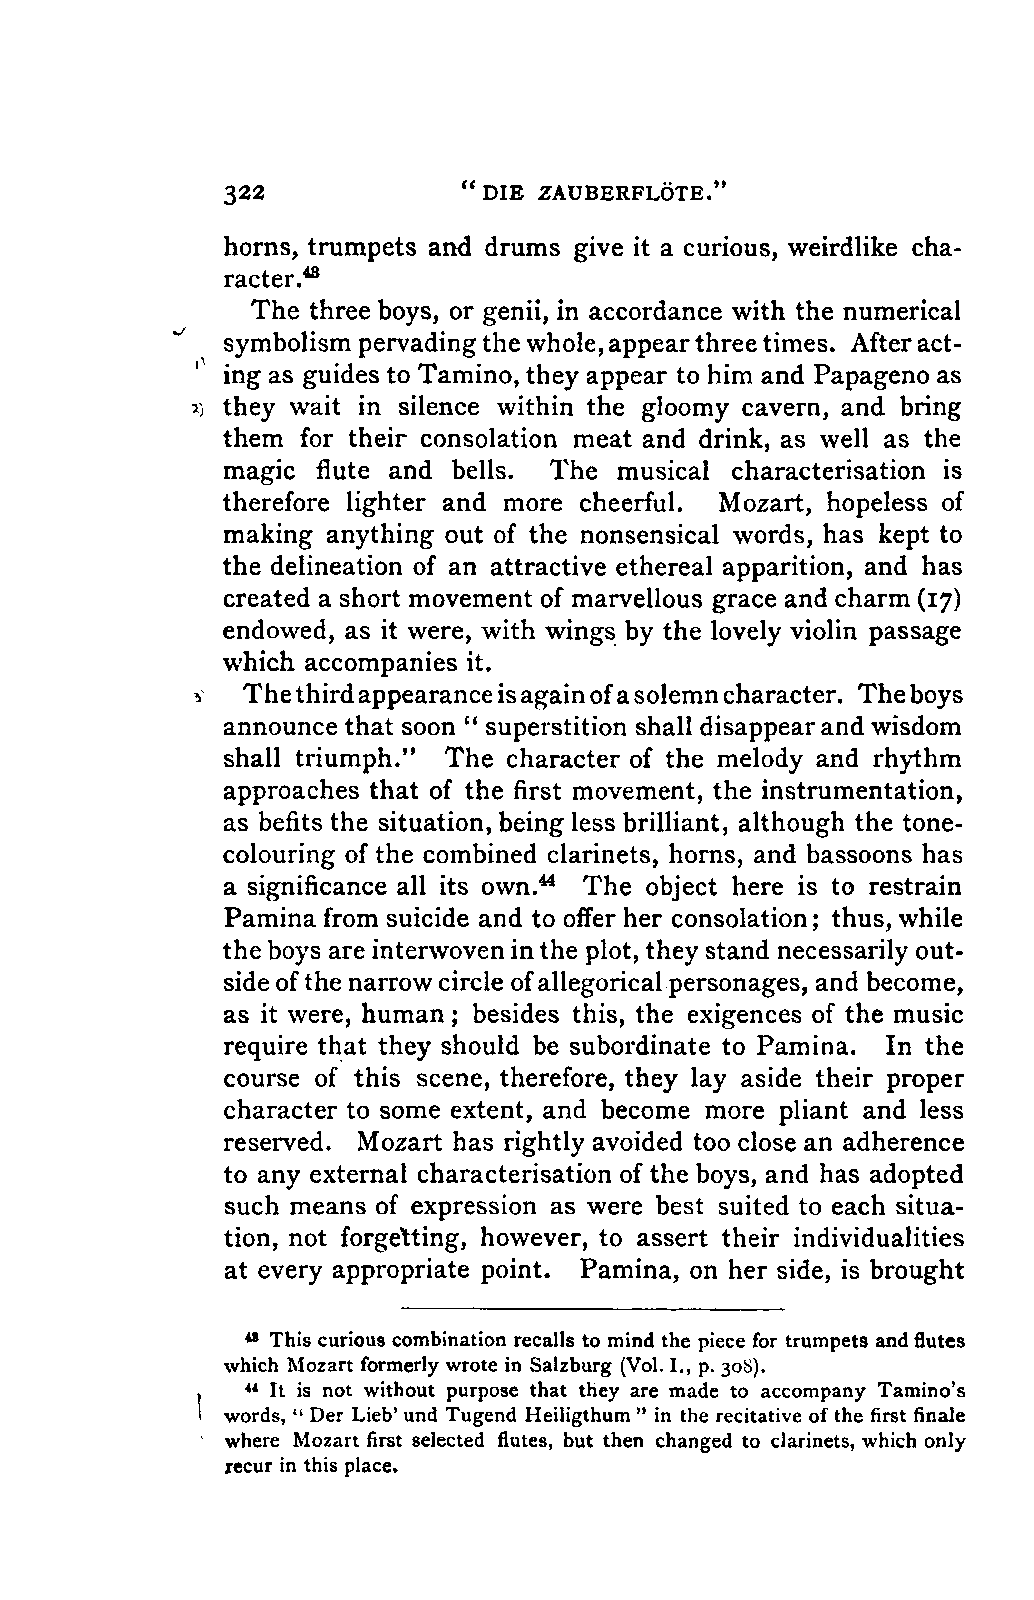 322 " DIE ZAUBERFLÖTE."
horns, trumpets and drums give it a curious, weirdlike cha-
racter.⁴³
The three boys, or genii, in accordance with the numerical
symbolism pervading the whole, appear three times. After act-
ing as guides to Tamino, they appear to him and Papageno as
they wait in silence within the gloomy cavern, and bring
them for their consolation meat and drink, as well as the
magic flute and bells. The musical characterisation is
therefore lighter and more cheerful. Mozart, hopeless of
making anything out of the nonsensical words, has kept to
the delineation of an attractive ethereal apparition, and has
created a short movement of marvellous grace and charm (17)
endowed, as it were, with wings by the lovely violin passage
which accompanies it.
The third appearance is again of a solemn character. The boys
announce that soon " superstition shall disappear and wisdom
shall triumph." The character of the melody and rhythm
approaches that of the first movement, the instrumentation,
as befits the situation, being less brilliant, although the tone-
colouring of the combined clarinets, horns, and bassoons has
a significance all its own.⁴⁴ The object here is to restrain
Pamina from suicide and to offer her consolation; thus, while
the boys are interwoven in the plot, they stand necessarily out-
side of the narrow circle of allegorical personages, and become,
as it were, human; besides this, the exigences of the music
require that they should be subordinate to Pamina. In the
course of this scene, therefore, they lay aside their proper
character to some extent, and become more pliant and less
reserved. Mozart has rightly avoided too close an adherence
to any external characterisation of the boys, and has adopted
such means of expression as were best suited to each situa-
tion, not forgetting, however, to assert their individualities
at every appropriate point. Pamina, on her side, is brought
⁴³ This curious combination recalls to mind the piece for trumpets and flutes
which Mozart formerly wrote in Salzburg (Vol. I., p. 308).
⁴⁴ It is not without purpose that they are made to accompany Tamino's
words, " Der Lieb' und Tugend Heiligthum " in the recitative of the first finale
where Mozart first selected flutes, but then changed to clarinets, which only
recur in this place.